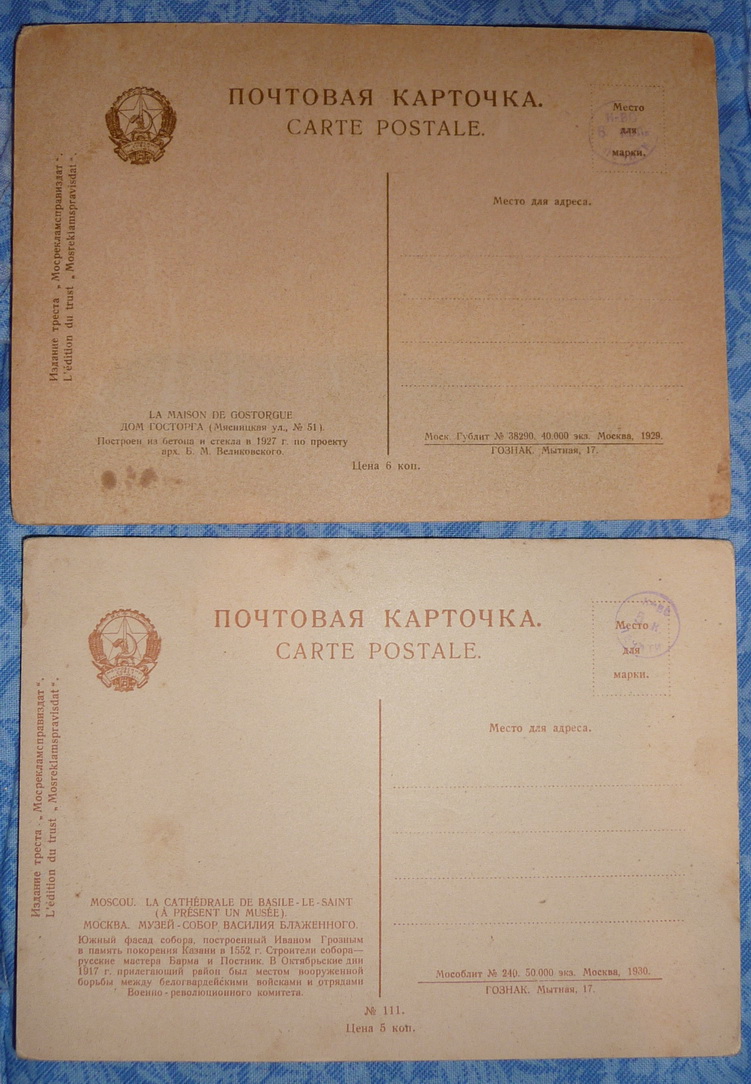 ПОЧТОВАЯ КАРТОЧКА.
CARTE POSTALE.
Место
для
марки.
Место для адреса.
Издание треста „Мосрекламсправиздат“.
L'édition du trust „Mosreklamspravisdat“.
LA MAISON DE GOSTORGUE
ДОМ ГОСТОРГА (Мясницкая ул., № 51).
Построен из бетона и стекла в 1927 г. по проекту
арх. Б. М. Великовского.
Моск. Гублит № 38290. 40.000 экз. Москва, 1929.
ГОЗНАК. Мытная, 17.
Цена 6 коп.
ПОЧТОВАЯ КАРТОЧКА.
CARTE POSTALE.
Место
для
марки.
Место для адреса.
Издание треста „Мосрекламсправиздат“.
L'édition du trust „Mosreklamspravisdat“.
MOSCOU. LA CATHÉDRALE DE BASILE-LE-SAINT
(À PRÉSENT UN MUSÉE).
МОСКВА. МУЗЕЙ-СОБОР ВАСИЛИЯ БЛАЖЕННОГО.
Южный фасад собора, построенный Иваном Грозным
в память покорения Казани в 1552 г. Строители собора—
русские мастера Барма и Постник. В Октябрьские дни
1917 г. прилегающий район был местом вооруженной
борьбы между белогвардейскими войсками и отрядами
Военно-революционного комитета.
Мособлит № 240. 50.000 экз. Москва, 1930.
ГОЗНАК. Мытная, 17.
№ 111.
Цена 5 коп.